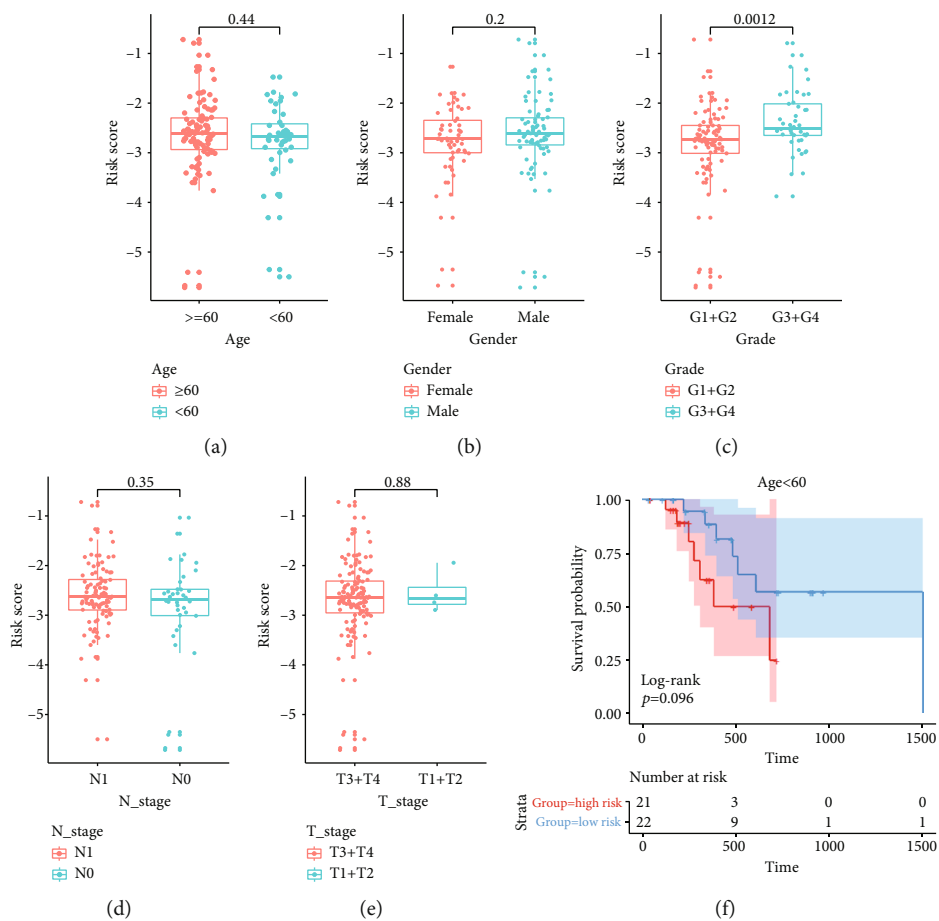 0.44
Risk score
−1
−2
−3
−4
−5
>=60
<60
Age
Age
≥60
<60
(a)
0.2
Risk score
−1
−2
−3
−4
−5
Female
Male
Gender
Gender
Female
Male
(b)
0.0012
Risk score
−1
−2
−3
−4
−5
G1+G2
G3+G4
Grade
Grade
G1+G2
G3+G4
(c)
0.35
Risk score
−1
−2
−3
−4
−5
N1
N0
N_stage
N_stage
N1
N0
(d)
0.88
Risk score
−1
−2
−3
−4
−5
T3+T4
T1+T2
T_stage
T_stage
T3+T4
T1+T2
(e)
Age<60
Survival probability
1.00
0.75
0.50
0.25
0.00
Log-rank
p=0.096
0 500 1000 1500
Time
Number at risk
Strata
Group=high risk 21 3 0 0
Group=low risk 22 9 1 1
0 500 1000 1500
Time
(f)